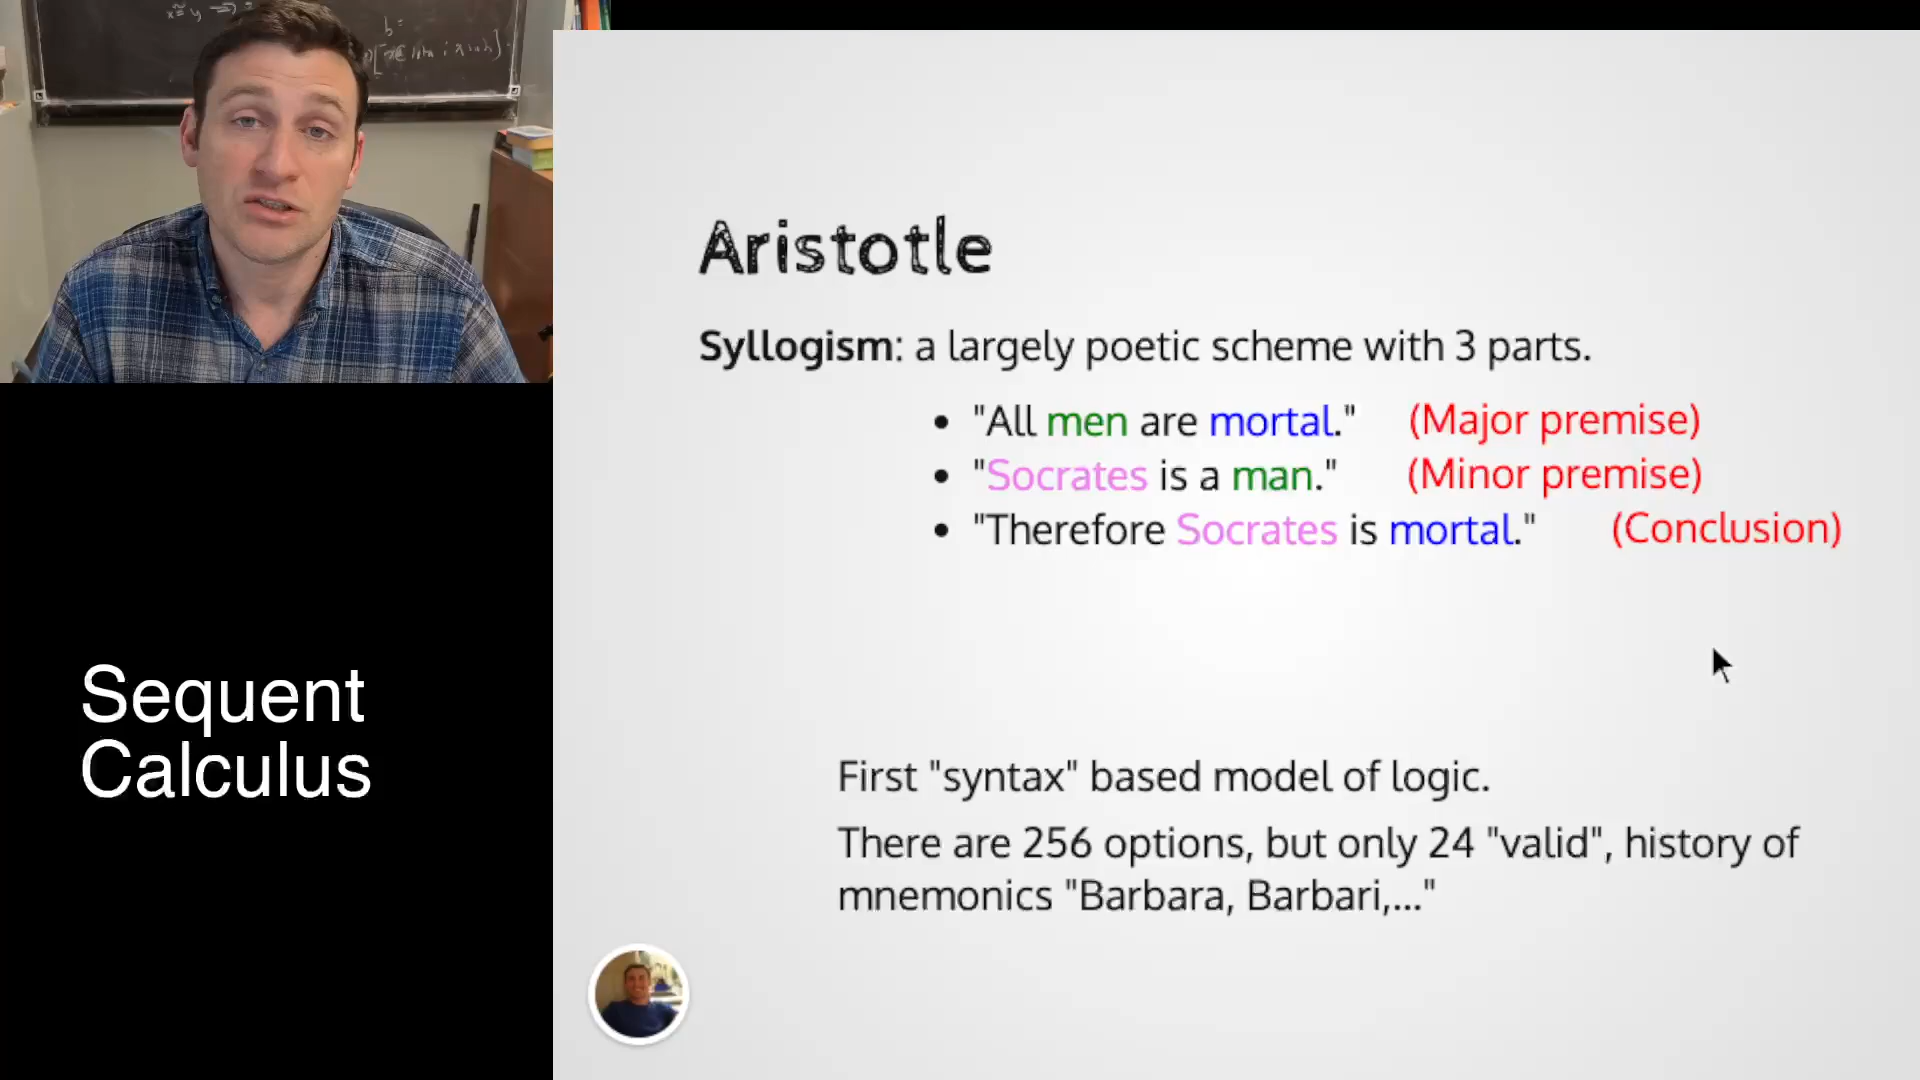 Aristotle
Syllogism: a largely poetic scheme with 3 parts.
• "All men are mortal." (Major premise)
• "Socrates is a man." (Minor premise)
• "Therefore Socrates is mortal." (Conclusion)
First "syntax" based model of logic.
There are 256 options, but only 24 "valid", history of
mnemonics "Barbara, Barbari,..."
Sequent
Calculus